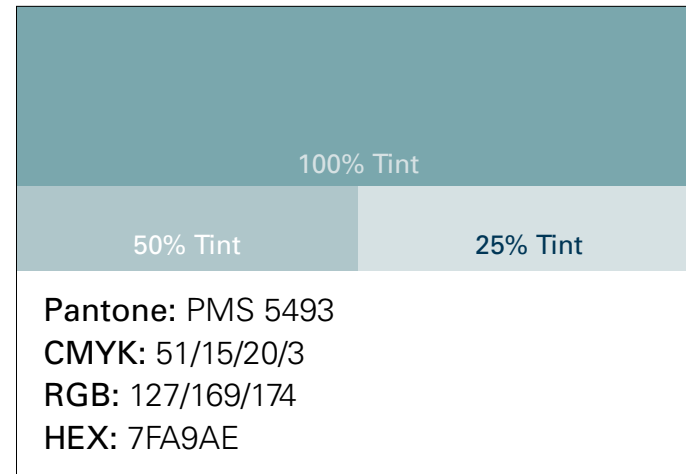 100% Tint
50% Tint
25% Tint
Pantone: PMS 5493
CMYK: 51/15/20/3
RGB: 127/169/174
HEX: 7FA9AE